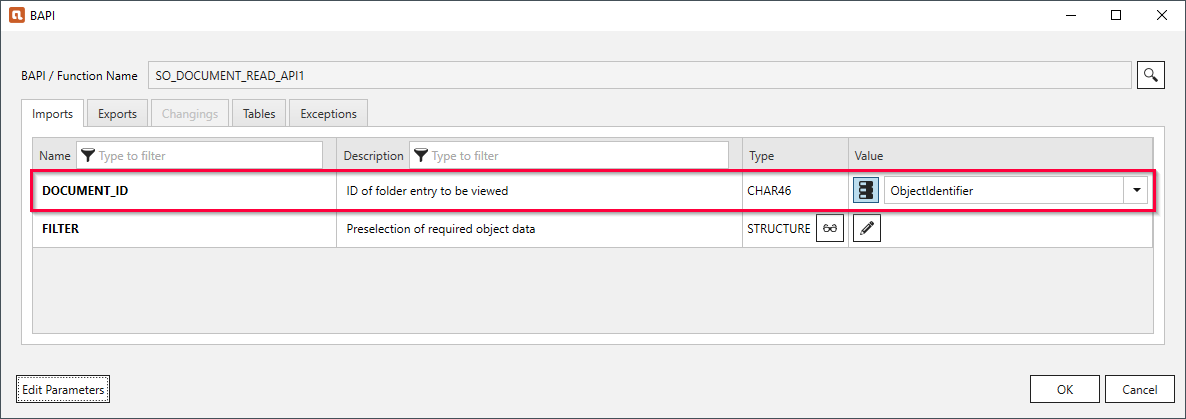 BAPI
BAPI / Function Name SO_DOCUMENT_READ_API1
Imports Exports Changings Tables Exceptions
Name Type to filter Description Type to filter Type Value
DOCUMENT_ID ID of folder entry to be viewed CHAR46 ObjectIdentifier
FILTER Preselection of required object data STRUCTURE
Edit Parameters OK Cancel